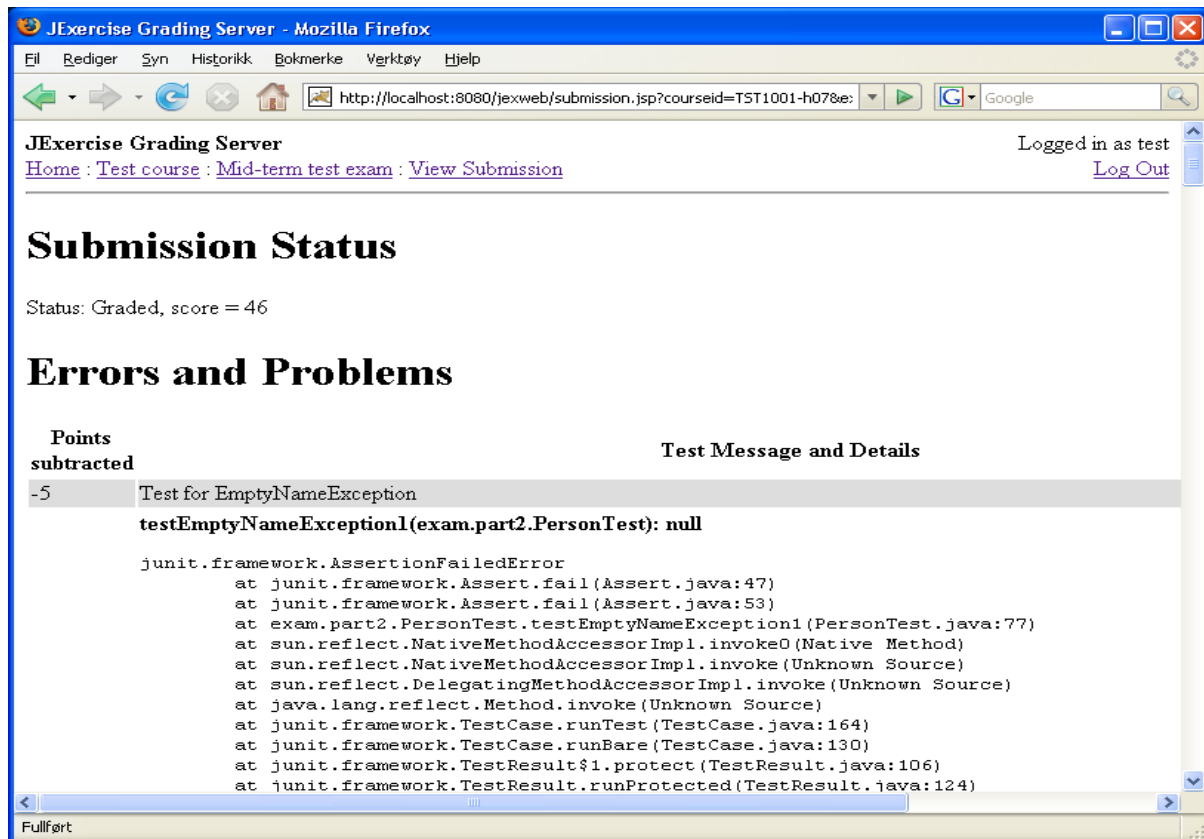 JExercise Grading Server - Mozilla Firefox
Fil Rediger Syn Historikk Bokmerke Verktøy Hjelp
http://localhost:8080/jexweb/submission.jsp?courseid=TST1001-h07&e: G Google
JExercise Grading Server Logged in as test
Home : Test course : Mid-term test exam : View Submission Log Out
Submission Status
Status: Graded, score = 46
Errors and Problems
Points
subtracted
Test Message and Details
-5 Test for EmptyNameException
testEmptyNameException1(exam.part2.PersonTest): null
junit.framework.AssertionFailedError
at junit.framework.Assert.fail(Assert.java:47)
at junit.framework.Assert.fail(Assert.java:53)
at exam.part2.PersonTest.testEmptyNameException1(PersonTest.java:77)
at sun.reflect.NativeMethodAccessorImpl.invoke0(Native Method)
at sun.reflect.NativeMethodAccessorImpl.invoke(Unknown Source)
at sun.reflect.DelegatingMethodAccessorImpl.invoke(Unknown Source)
at java.lang.reflect.Method.invoke(Unknown Source)
at junit.framework.TestCase.runTest(TestCase.java:164)
at junit.framework.TestCase.runBare(TestCase.java:130)
at junit.framework.TestResult$1.protect(TestResult.java:106)
at junit.framework.TestResult.runProtected(TestResult.java:124)
Fullført